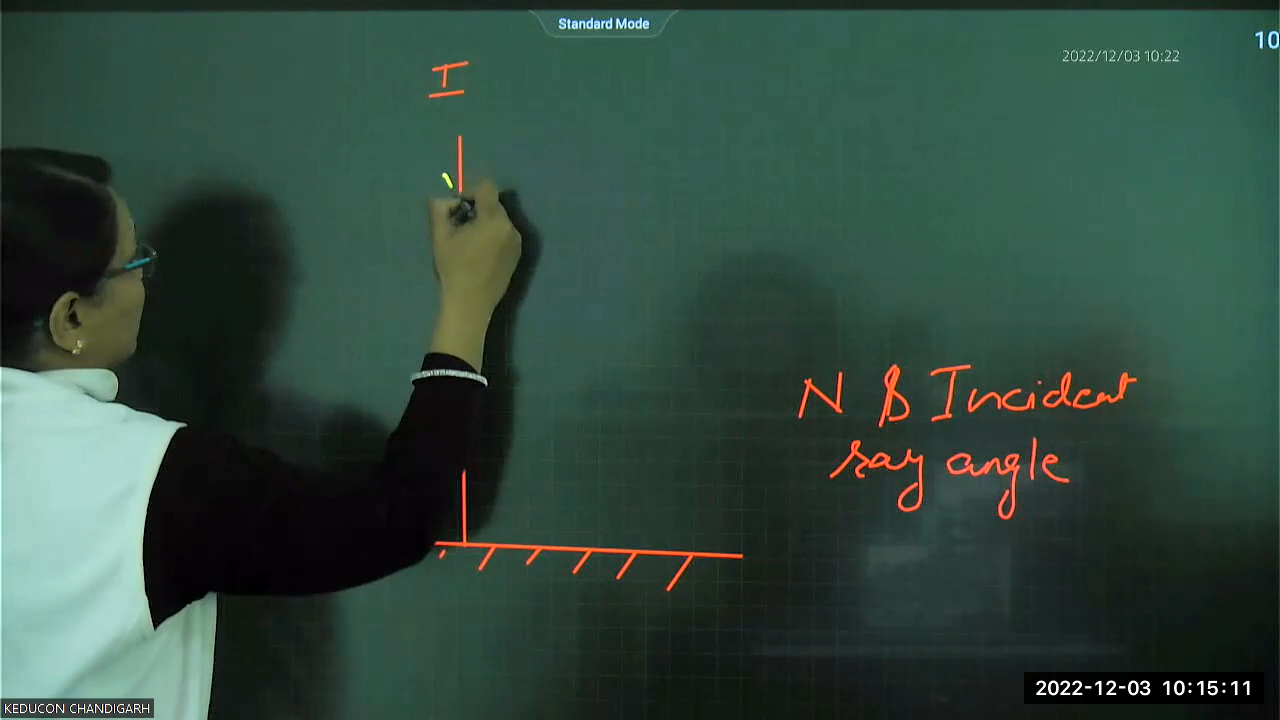 Standard Mode
10
2022/12/03 10:22
I
N & Incident
ray angle
2022-12-03 10:15:11
KEDUCON CHANDIGARH